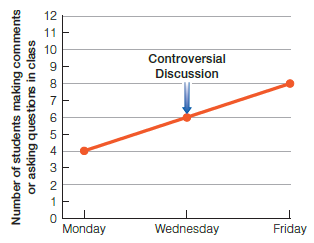 Number of students making comments
or asking questions in class
12
11
10
9
8
7
6
5
4
3
2
1
0
Controversial
Discussion
Monday Wednesday Friday